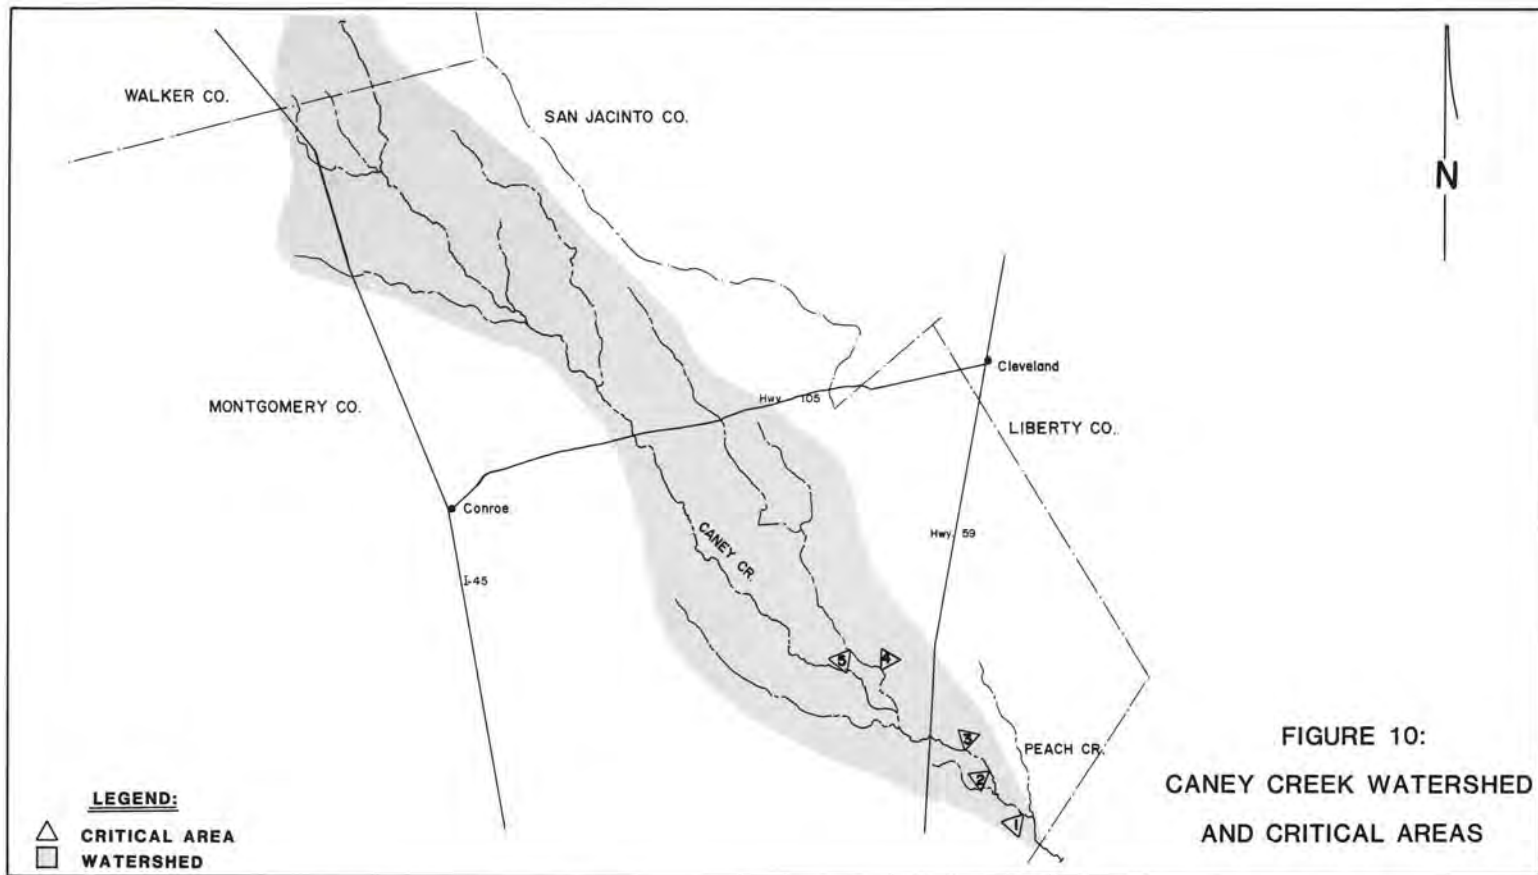 WALKER CO.
SAN JACINTO CO.
N
Cleveland
Hwy. 105
MONTGOMERY CO.
LIBERTY CO.
Conroe
Hwy. 59
CANEY CR.
I-45
5
4
3
PEACH CR.
2
1
FIGURE 10:
CANEY CREEK WATERSHED
AND CRITICAL AREAS
LEGEND:
CRITICAL AREA
WATERSHED